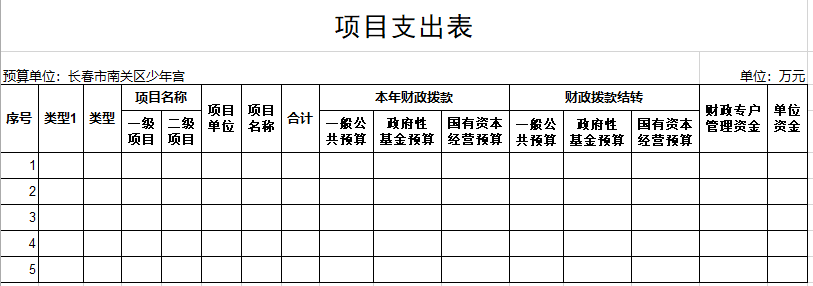 项目支出表
预算单位：长春市南关区少年宫 单位：万元
序号 类型1 类型 项目名称 项目单位 项目名称 合计 本年财政拨款 财政拨款结转 财政专户管理资金 单位资金
一级项目 二级项目 一般公共预算 政府性基金预算 国有资本经营预算 一般公共预算 政府性基金预算 国有资本经营预算
1
2
3
4
5